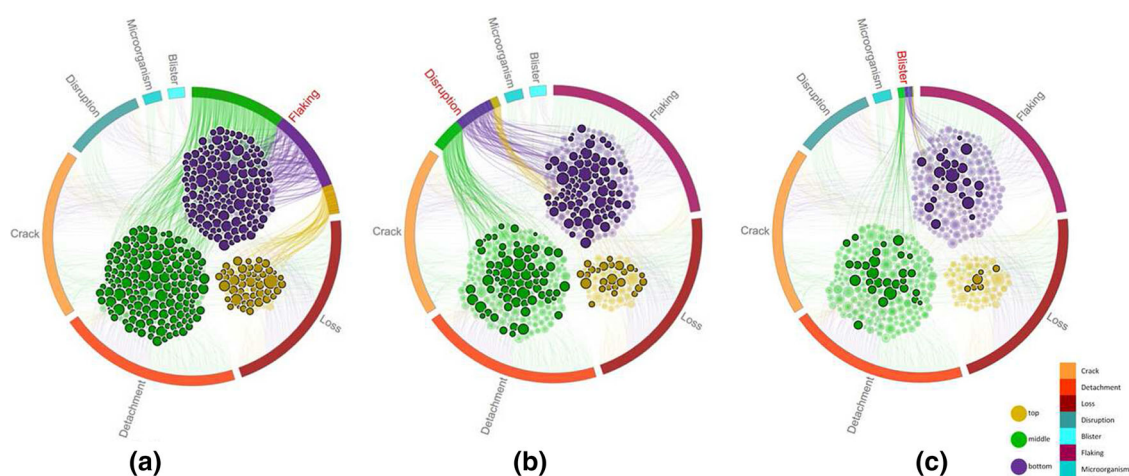 Microorganism
Blister
Disruption
Flaking
Crack
Loss
Detachment
(a)
Microorganism
Blister
Disruption
Flaking
Crack
Loss
Detachment
(b)
Microorganism
Blister
Disruption
Flaking
Crack
Loss
Detachment
(c)
top
middle
bottom
Crack
Detachment
Loss
Disruption
Blister
Flaking
Microorganism